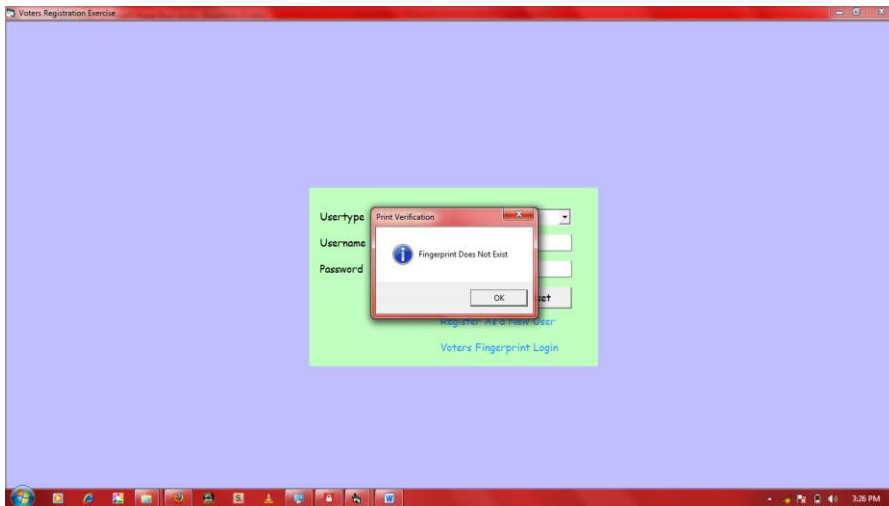 Voters Registration Exercise
Usertype
Print Verification
Username
Fingerprint Does Not Exist
Password
OK
set
Register As a New User
Voters Fingerprint Login
S
W
3:26 PM